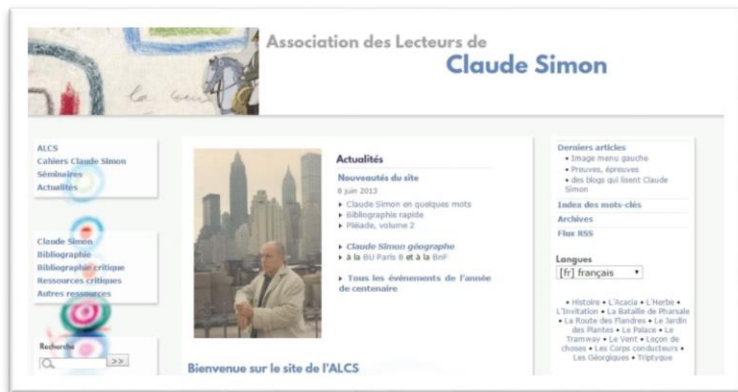 Association des Lecteurs de
Claude Simon
la
ALCS
Cahiers Claude Simon
Séminaires
Actualités
Claude Simon
Bibliographie
Bibliographie critique
Ressources critiques
Autres ressources
Recherche
>>
Actualités
Nouveautés du site
8 juin 2013
Claude Simon en quelques mots
Bibliographie rapide
Pléiade, volume 2
Claude Simon géographe
à la BU Paris 8 et à la BnF
Tous les événements de l'année
de centenaire
Bienvenue sur le site de l'ALCS
Derniers articles
• Image menu gauche
• Preuves, épreuves
• des blogs qui lisent Claude
Simon
Index des mots-clés
Archives
Flux RSS
Langues
[fr] français
• Histoire • L'Acacia • L'Herbe •
L'Invitation • La Bataille de Pharsale
• La Route des Flandres • Le Jardin
des Plantes • Le Palace • Le
Tramway • Le Vent • Leçon de
choses • Les Corps conducteurs •
Les Géorgiques • Triptyque